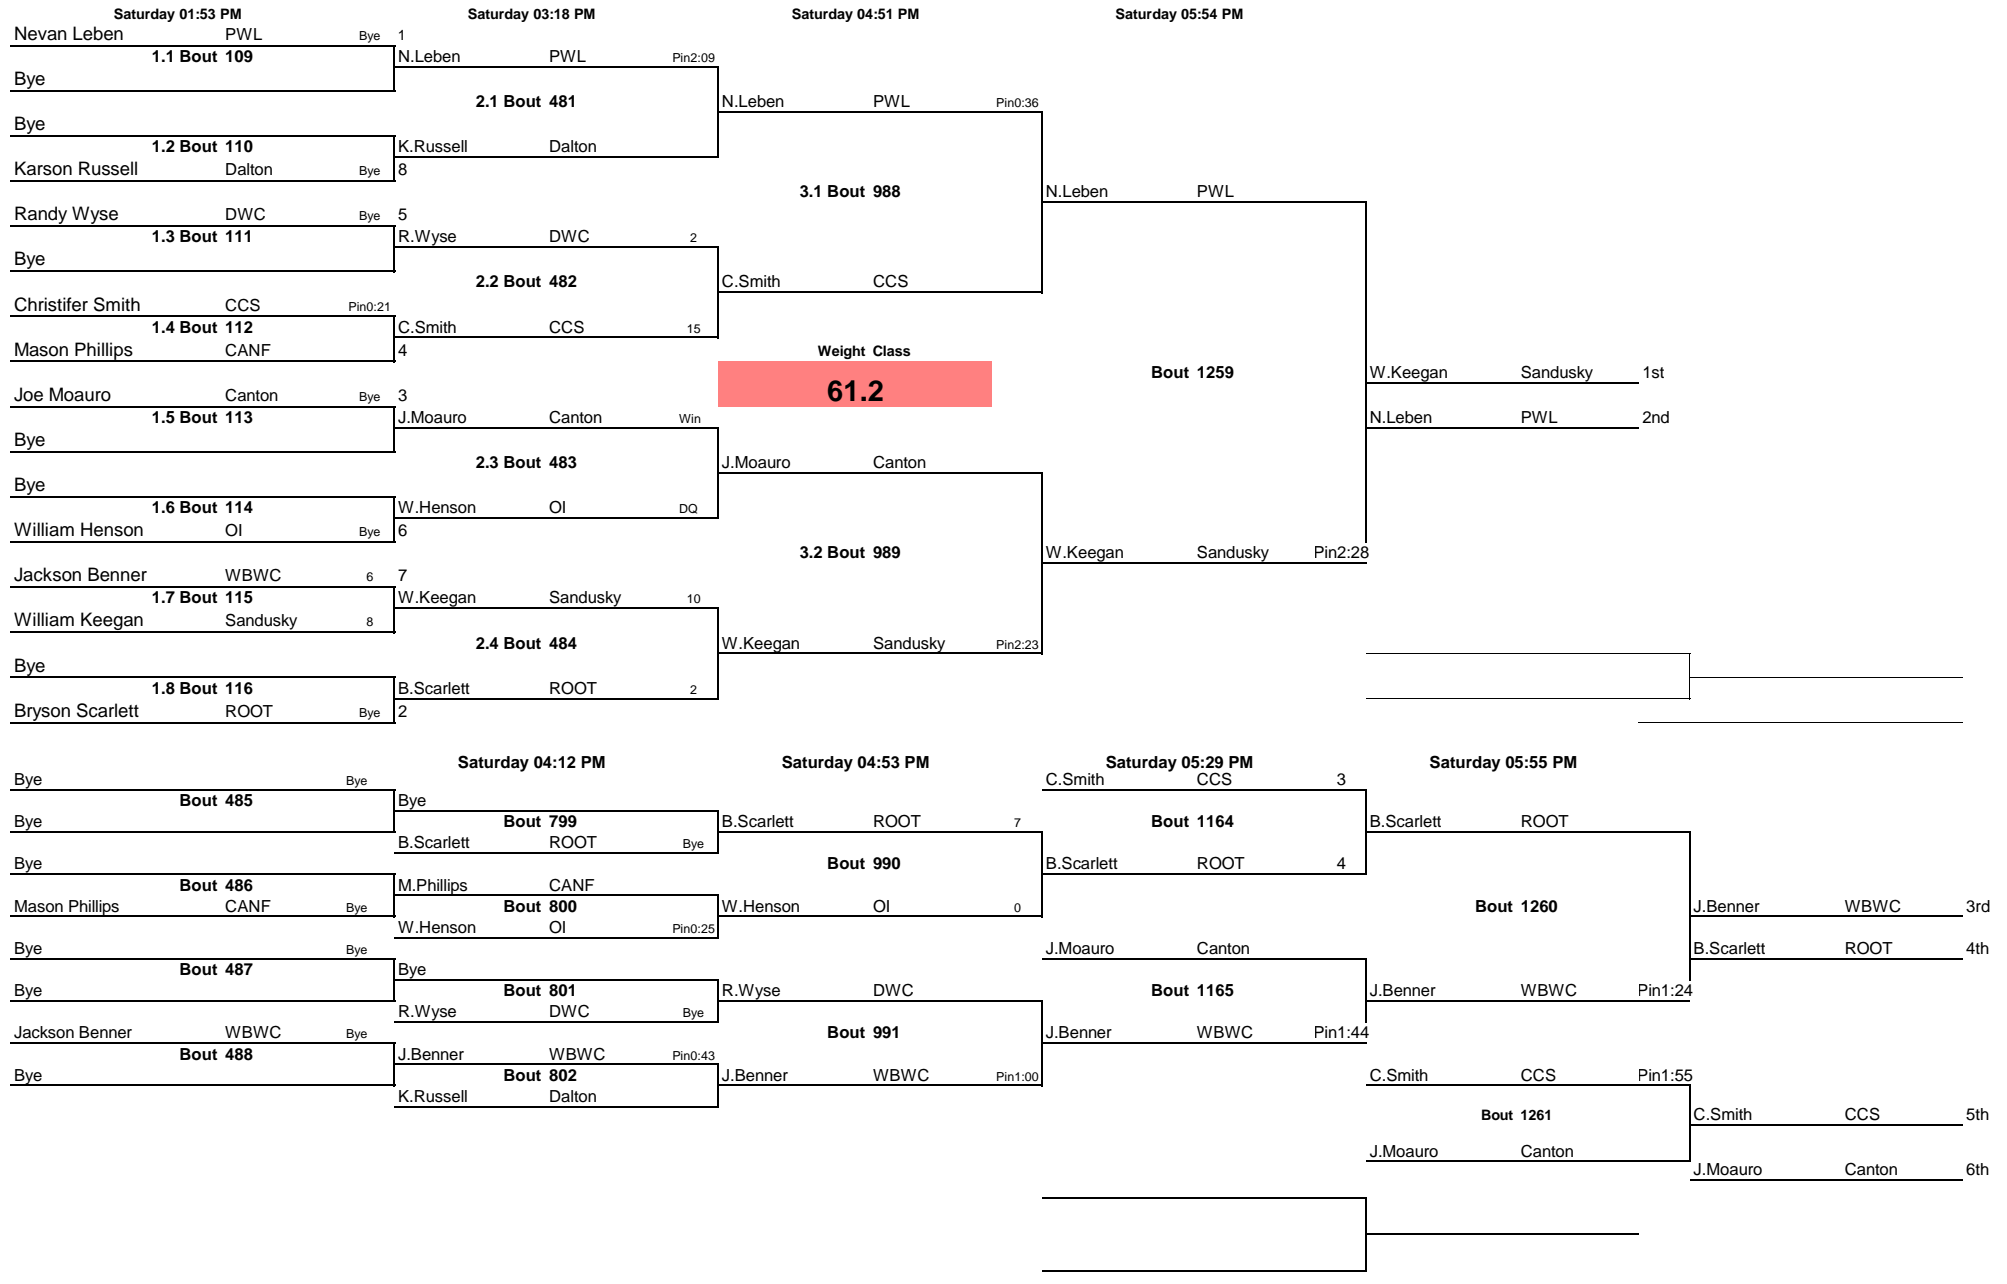 Saturday 01:53 PM Saturday 03:18 PM Saturday 04:51 PM Saturday 05:54 PM
Nevan Leben PWL Bye 1
1.1 Bout 109 N.Leben PWL Pin2:09
Bye
2.1 Bout 481 N.Leben PWL Pin0:36
Bye
1.2 Bout 110 K.Russell Dalton
Karson Russell Dalton Bye 8
3.1 Bout 988 N.Leben PWL
Randy Wyse DWC Bye 5
1.3 Bout 111 R.Wyse DWC 2
Bye
2.2 Bout 482 C.Smith CCS
Christifer Smith CCS Pin0:21
1.4 Bout 112 C.Smith CCS 15
Mason Phillips CANF 4 Weight Class
Bout 1259 W.Keegan Sandusky 1st
61.2
Joe Moauro Canton Bye 3
1.5 Bout 113 J.Moauro Canton Win N.Leben PWL 2nd
Bye
2.3 Bout 483 J.Moauro Canton
Bye
1.6 Bout 114 W.Henson OI DQ
William Henson OI Bye 6
3.2 Bout 989 W.Keegan Sandusky Pin2:28
Jackson Benner WBWC 6 7
1.7 Bout 115 W.Keegan Sandusky 10
William Keegan Sandusky 8
2.4 Bout 484 W.Keegan Sandusky Pin2:23
Bye
1.8 Bout 116 B.Scarlett ROOT 2
Bryson Scarlett ROOT Bye 2
Saturday 04:12 PM Saturday 04:53 PM Saturday 05:29 PM Saturday 05:55 PM
Bye Bye C.Smith CCS 3
Bout 485 Bye
Bye Bout 799 B.Scarlett ROOT 7 Bout 1164 B.Scarlett ROOT
B.Scarlett ROOT Bye
Bye Bout 990 B.Scarlett ROOT 4
Bout 486 M.Phillips CANF
Mason Phillips CANF Bye Bout 800 W.Henson OI 0 Bout 1260 J.Benner WBWC 3rd
W.Henson OI Pin0:25
Bye Bye J.Moauro Canton B.Scarlett ROOT 4th
Bout 487 Bye
Bye Bout 801 R.Wyse DWC Bout 1165 J.Benner WBWC Pin1:24
R.Wyse DWC Bye
Jackson Benner WBWC Bye Bout 991 J.Benner WBWC Pin1:44
Bout 488 J.Benner WBWC Pin0:43
Bye Bout 802 J.Benner WBWC Pin1:00 C.Smith CCS Pin1:55
K.Russell Dalton
Bout 1261 C.Smith CCS 5th
J.Moauro Canton
J.Moauro Canton 6th